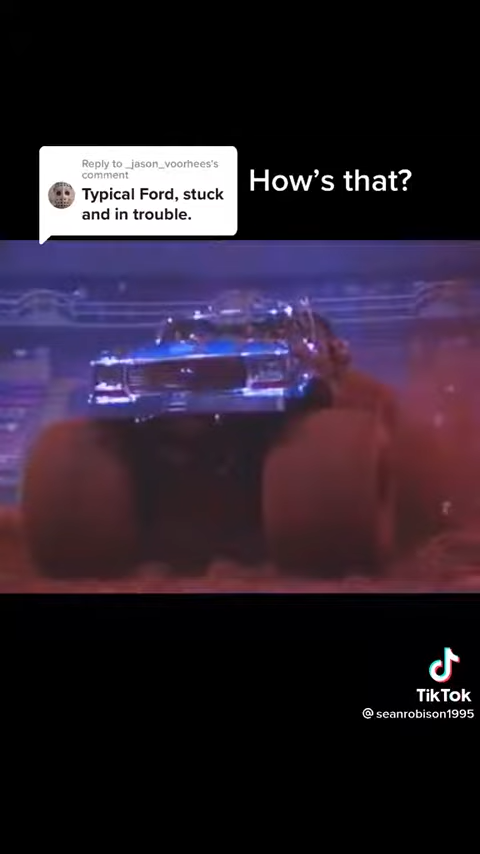 Reply to _jason_voorhees's
comment
Typical Ford, stuck
and in trouble.
How's that?
TikTok
@seanrobison1995